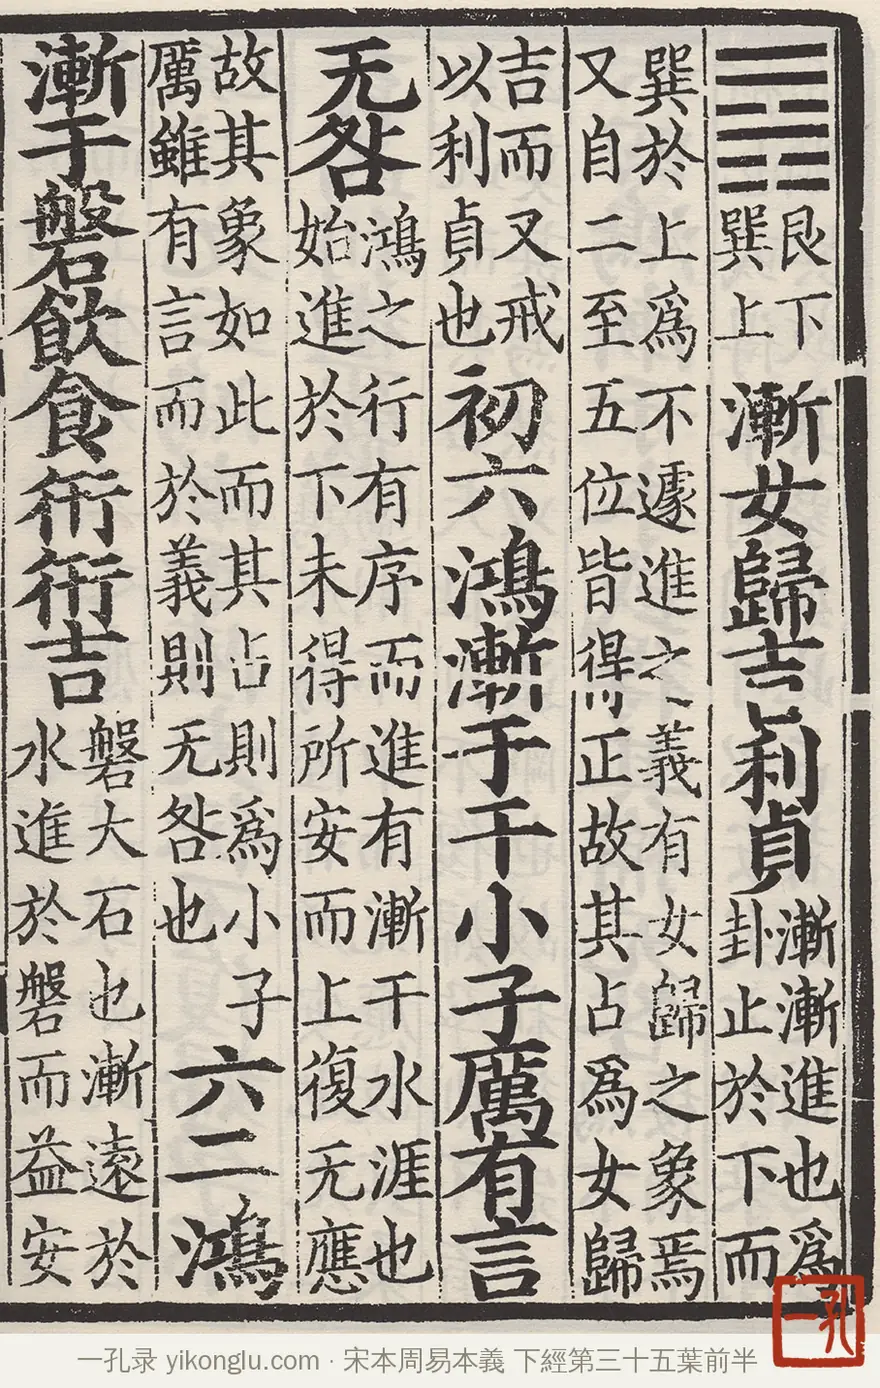 ䷴艮下巽上漸女歸吉利貞漸漸進也爲卦止於下而
巽於上爲不遽進之義有女歸之象焉
又自二至五位皆得正故其占爲女歸
吉而又戒以利貞也初六鴻漸于干小子厲有言
无咎鴻之行有序而進有漸干水涯也始進於下未得所安而上復无應
故其象如此而其占則爲小子厲雖有言而於義則无咎也六二鴻
漸于磐飲食衎衎吉磐大石也漸遠於水進於磐而益安
一孔
一孔录 yikonglu.com · 宋本周易本義 下經第三十五葉前半